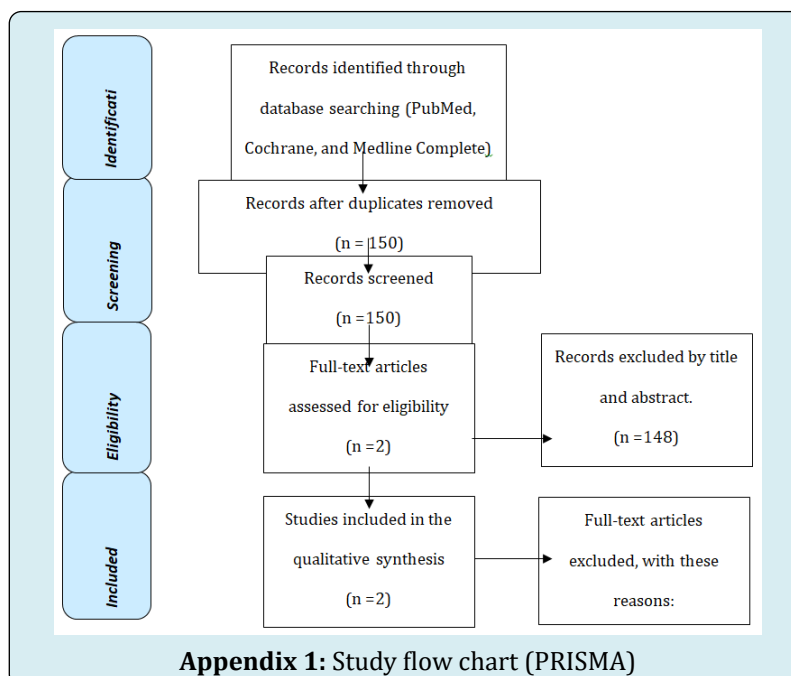 Identificati
Records identified through
database searching (PubMed,
Cochrane, and Medline Complete)
Screening
Records after duplicates removed
(n = 150)
Records screened
(n =150)
Eligibility
Full-text articles
assessed for eligibility
(n =2)
Records excluded by title
and abstract.
(n =148)
Included
Studies included in the
qualitative synthesis
(n =2)
Full-text articles
excluded, with these
reasons:
Appendix 1: Study flow chart (PRISMA)